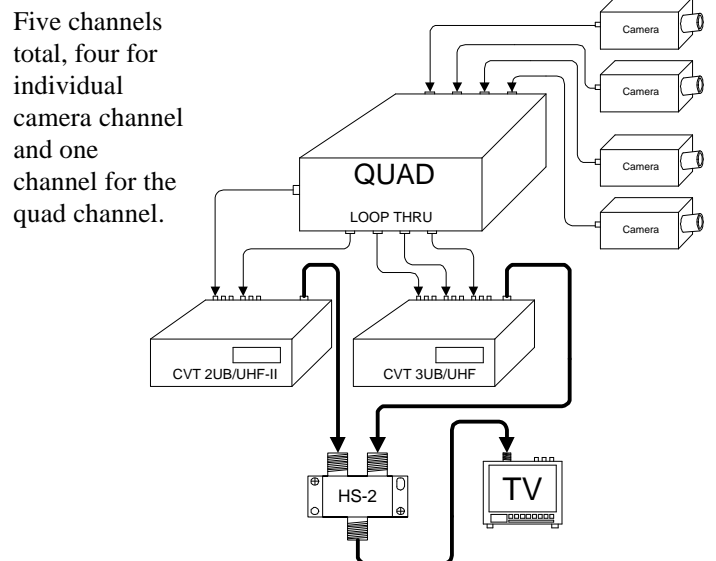 Five channels
total, four for
individual
camera channel
and one
channel for the
quad channel.
Camera
Camera
Camera
Camera
QUAD
LOOP THRU
CVT 2UB/UHF-II
CVT 3UB/UHF
HS-2
TV